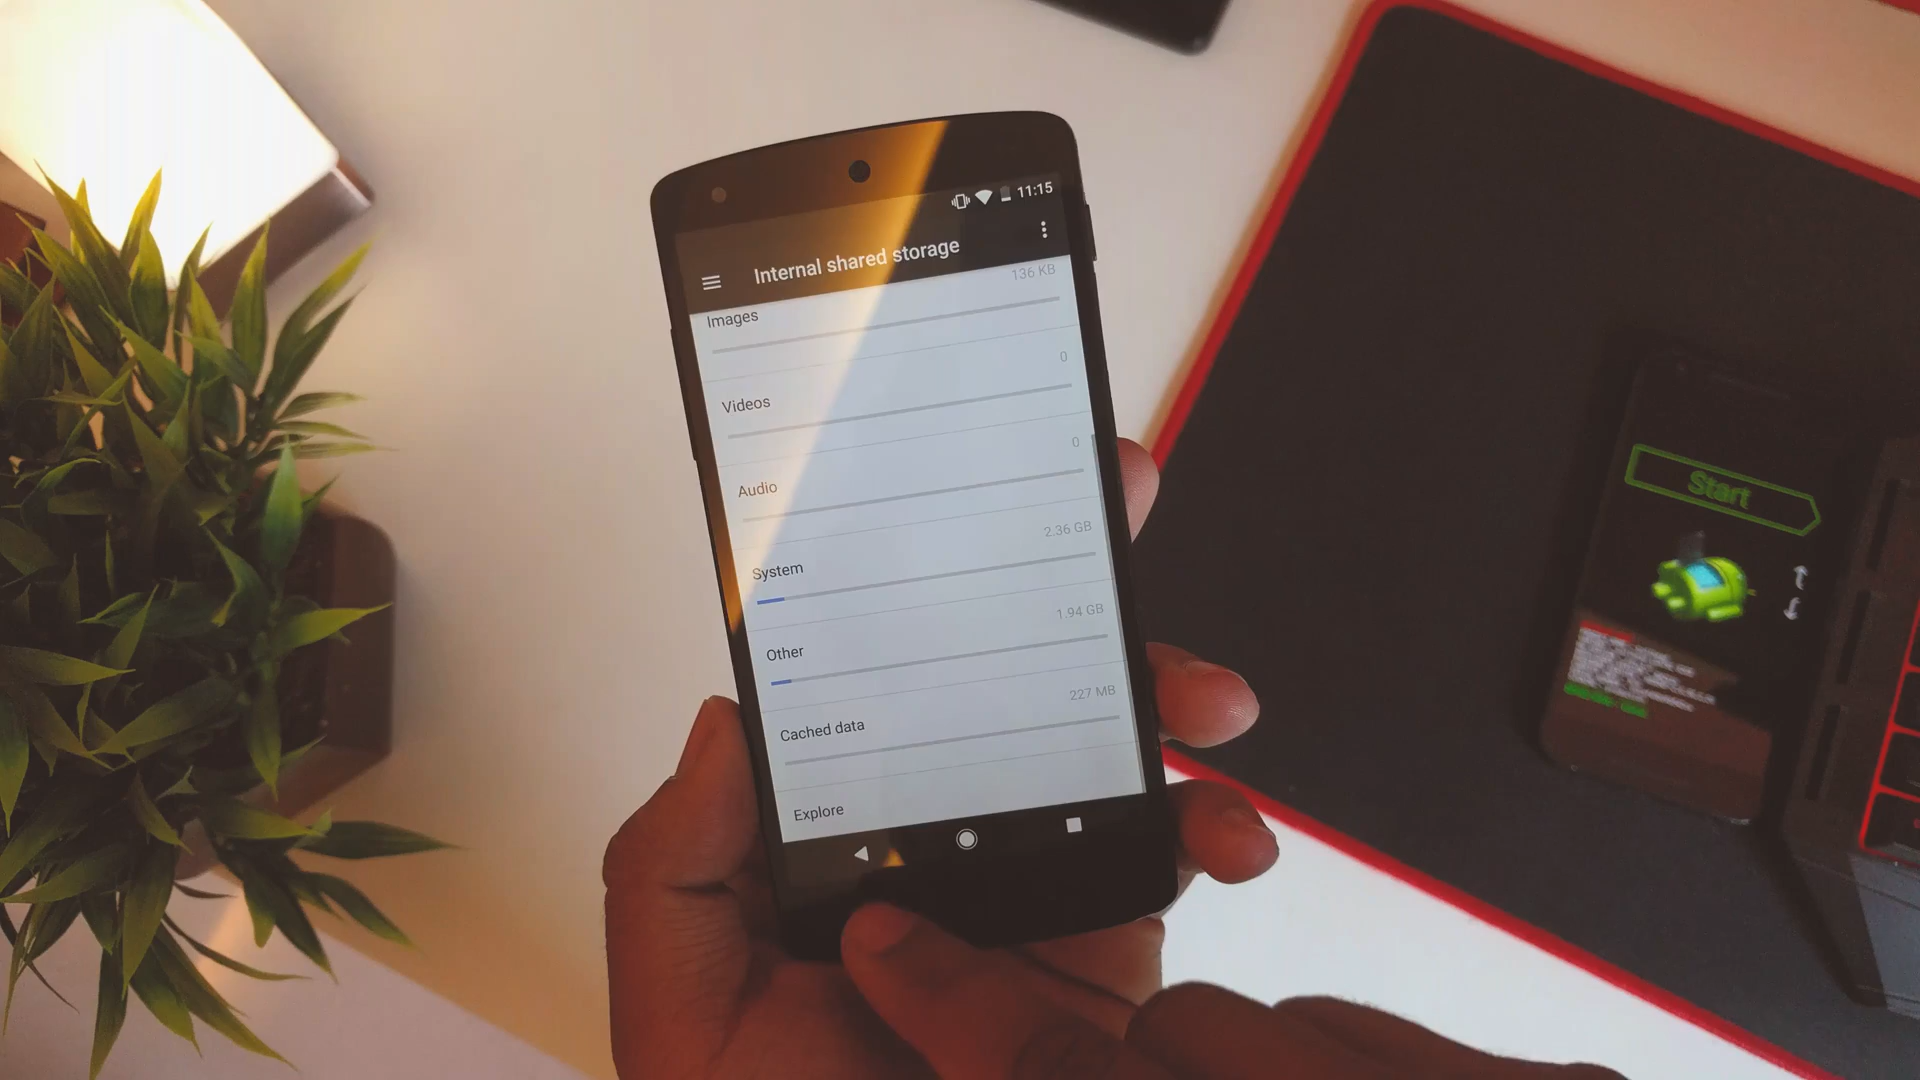 11:15
Internal shared storage
136 KB
Images
0
Videos
0
Audio
2.36 GB
System
1.94 GB
Other
227 MB
Cached data
Explore
Start